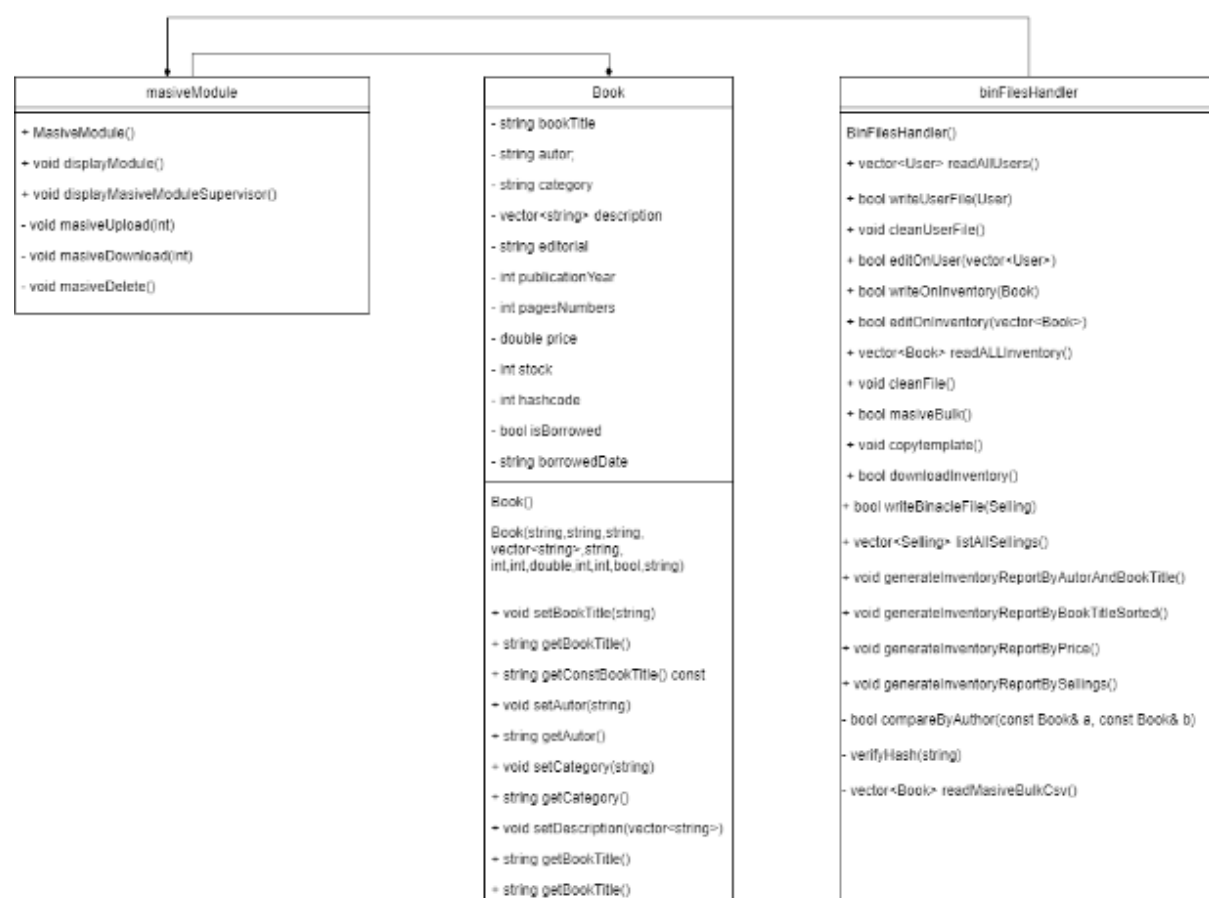 masiveModule
+ MasiveModule()
+ void displayModule()
+ void displayMasiveModuleSupervisor()
- void masiveUpload(int)
- void masiveDownload(int)
- void masiveDelete()
Book
- string bookTitle
- string autor;
- string category
- vector<string> description
- string editorial
- int publicationYear
- int pagesNumbers
- double price
- int stock
- int hashcode
- bool isBorrowed
- string borrowedDate
Book()
Book(string,string,string,
vector<string>,string,
int,int,double,int,int,bool,string)
+ void setBookTitle(string)
+ string getBookTitle()
+ string getConstBookTitle() const
+ void setAutor(string)
+ string getAutor()
+ void setCategory(string)
+ string getCategory()
+ void setDescription(vector<string>)
+ string getBookTitle()
+ string getBookTitle()
binFilesHandler
BinFilesHandler()
+ vector<User> readAllUsers()
+ bool writeUserFile(User)
+ void cleanUserFile()
+ bool editOnUser(vector<User>)
+ bool writeOnInventory(Book)
+ bool editOnInventory(vector<Book>)
+ vector<Book> readALLInventory()
+ void cleanFile()
+ bool masiveBulk()
+ void copytemplate()
+ bool downloadInventory()
+ bool writeBinacleFile(Selling)
+ vector<Selling> listAllSellings()
+ void generateInventoryReportByAutorAndBookTitle()
+ void generateInventoryReportByBookTitleSorted()
+ void generateInventoryReportByPrice()
+ void generateInventoryReportBySellings()
- bool compareByAuthor(const Book& a, const Book& b)
- verifyHash(string)
- vector<Book> readMasiveBulkCsv()